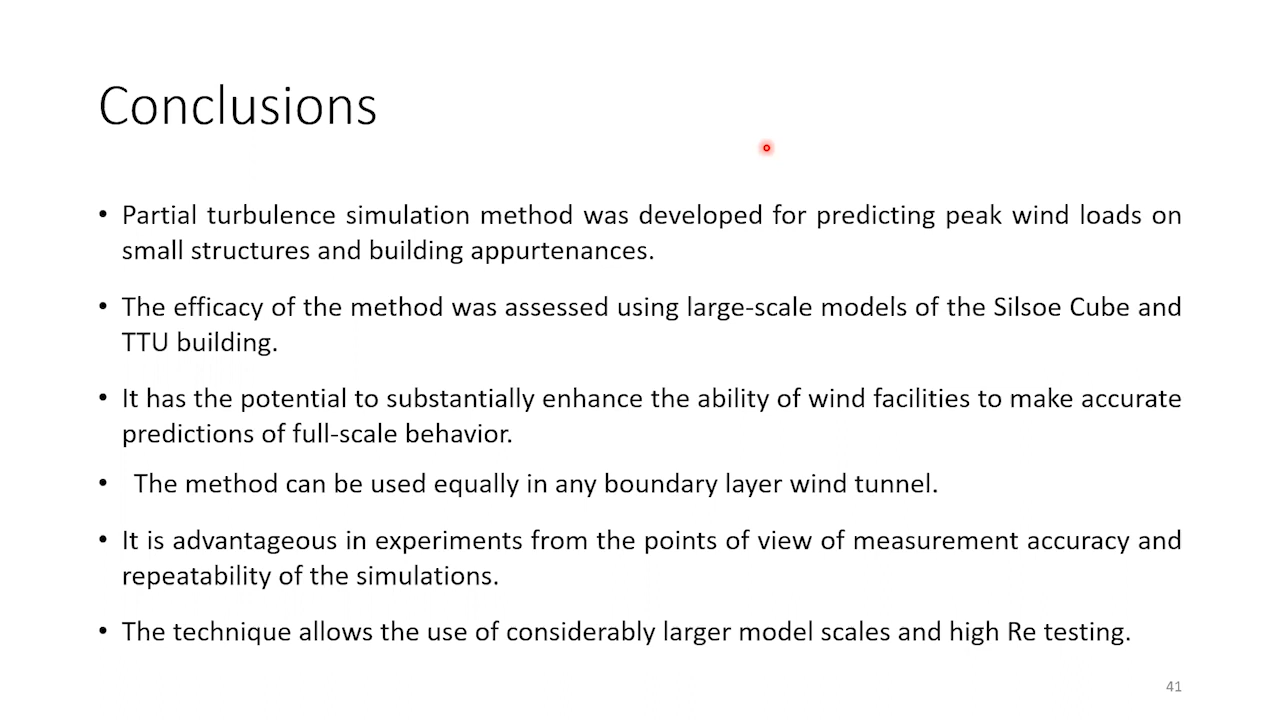 Conclusions
• Partial turbulence simulation method was developed for predicting peak wind loads on
small structures and building appurtenances.
• The efficacy of the method was assessed using large-scale models of the Silsoe Cube and
TTU building.
• It has the potential to substantially enhance the ability of wind facilities to make accurate
predictions of full-scale behavior.
• The method can be used equally in any boundary layer wind tunnel.
• It is advantageous in experiments from the points of view of measurement accuracy and
repeatability of the simulations.
• The technique allows the use of considerably larger model scales and high Re testing.
41